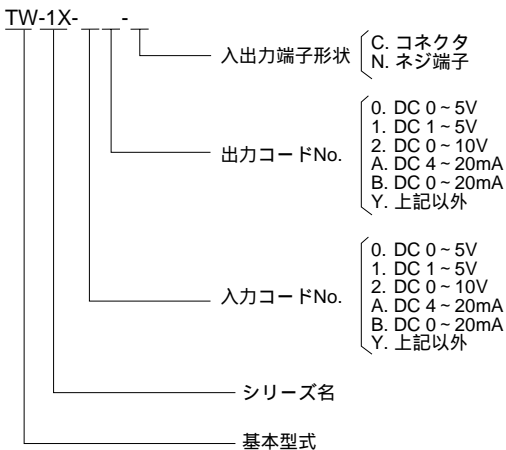 TW-1X-  -
入出力端子形状
C. コネクタ
N. ネジ端子
出力コードNo.
0. DC 0~5V
1. DC 1~5V
2. DC 0~10V
A. DC 4~20mA
B. DC 0~20mA
Y. 上記以外
入力コードNo.
0. DC 0~5V
1. DC 1~5V
2. DC 0~10V
A. DC 4~20mA
B. DC 0~20mA
Y. 上記以外
シリーズ名
基本型式